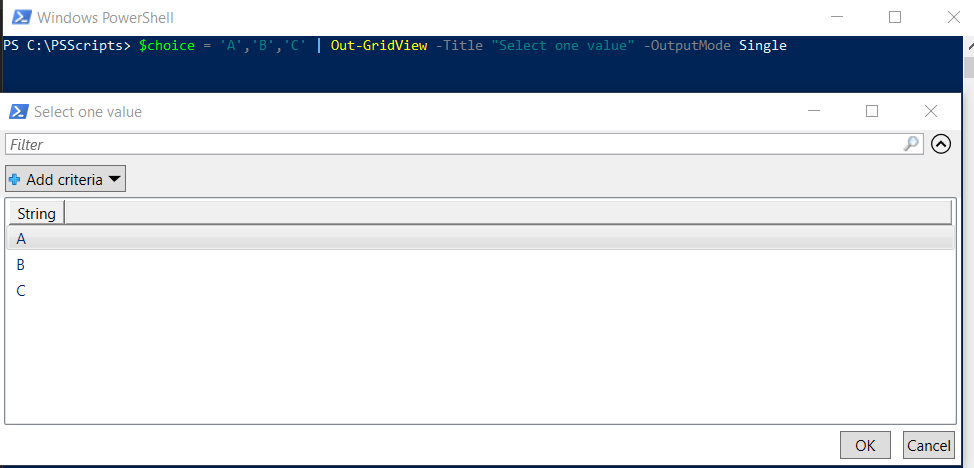 Windows PowerShell
PS C:\PSScripts> $choice = 'A','B','C' | Out-GridView -Title "Select one value" -OutputMode Single
Select one value
Filter
Add criteria
String
A
B
C
OK Cancel